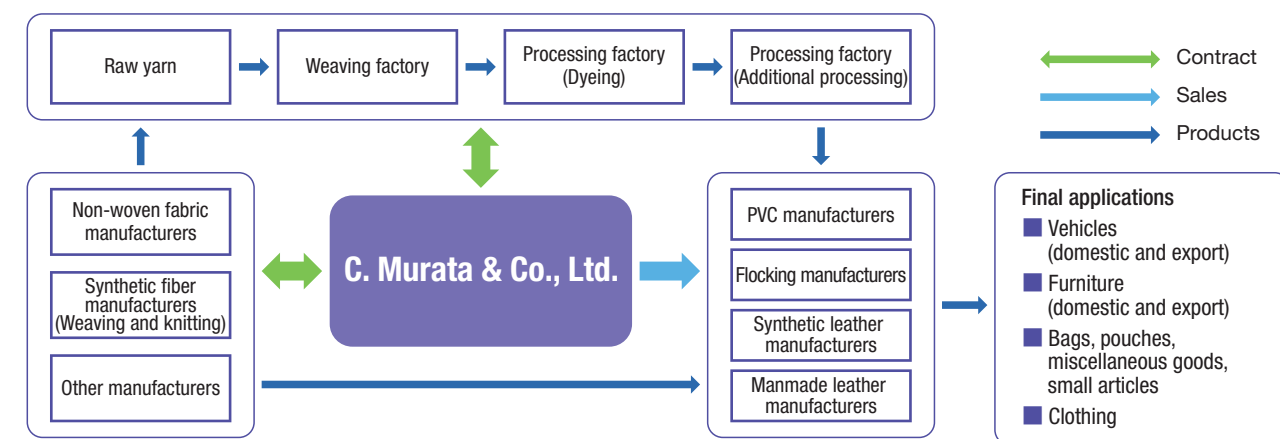 Raw yarn
Weaving factory
Processing factory
(Dyeing)
Processing factory
(Additional processing)
Contract
Sales
Products
Non-woven fabric
manufacturers
Synthetic fiber
manufacturers
(Weaving and knitting)
Other manufacturers
C. Murata & Co., Ltd.
PVC manufacturers
Flocking manufacturers
Synthetic leather
manufacturers
Manmade leather
manufacturers
Final applications
Vehicles
(domestic and export)
Furniture
(domestic and export)
Bags, pouches,
miscellaneous goods,
small articles
Clothing